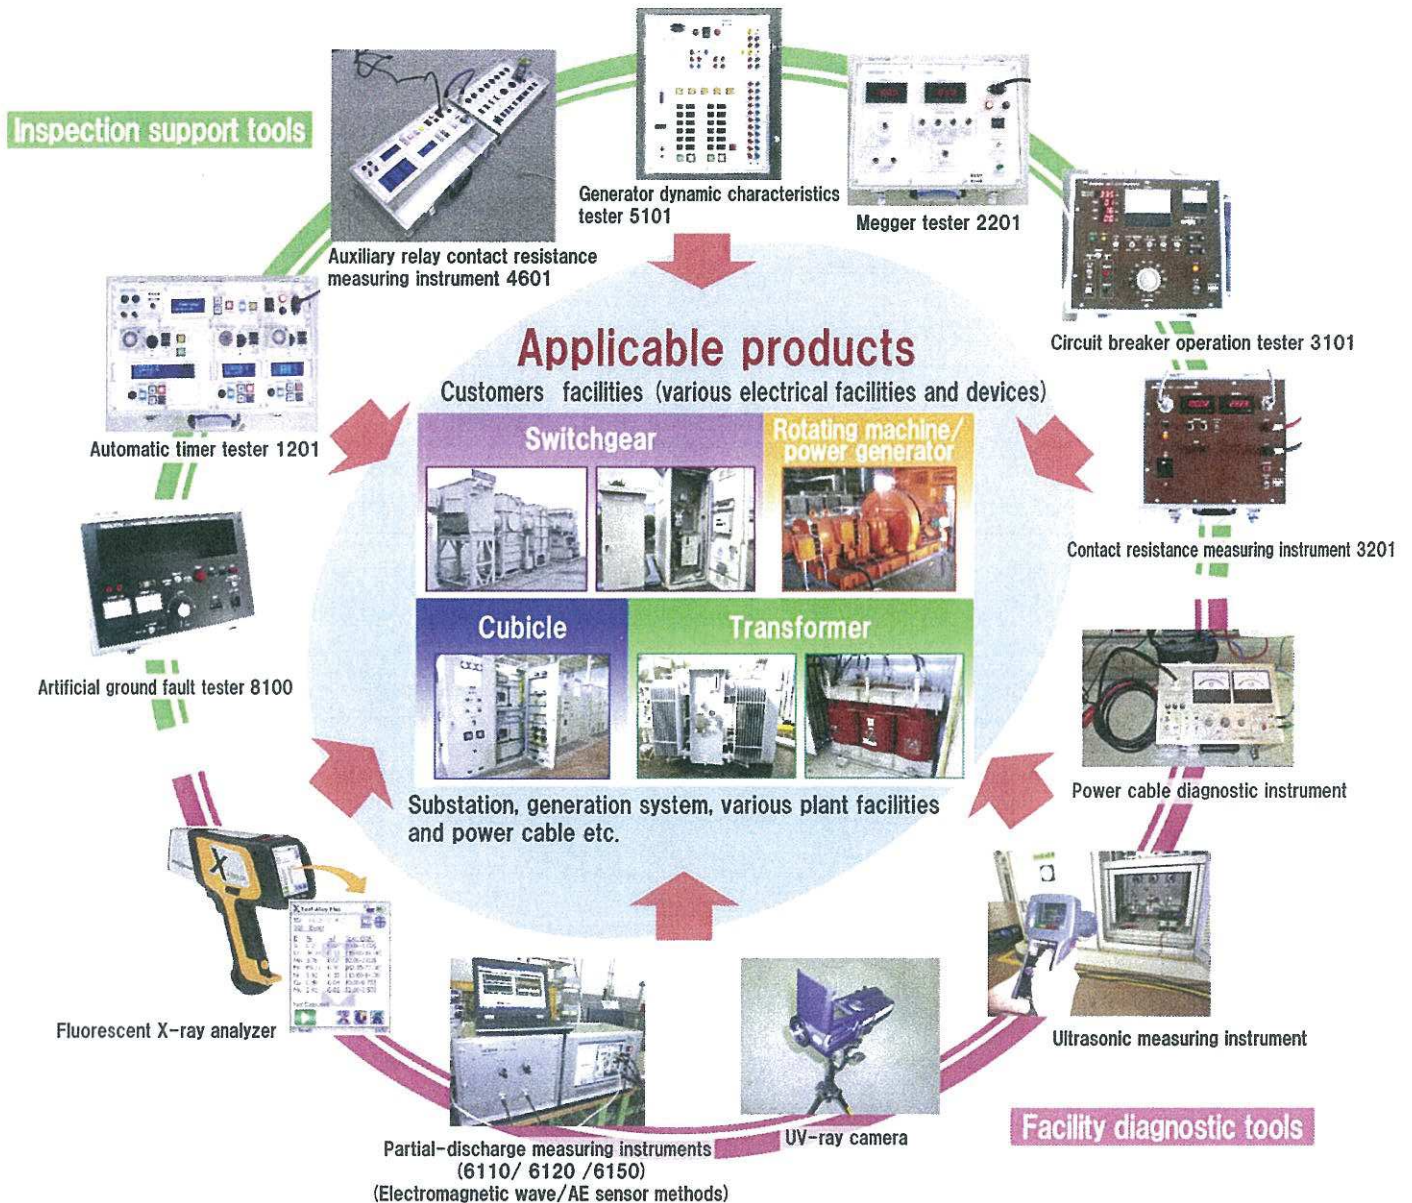 Inspection support tools
Generator dynamic characteristics
tester 5101
Megger tester 2201
Auxiliary relay contact resistance
measuring instrument 4601
Circuit breaker operation tester 3101
Automatic timer tester 1201
Applicable products
Customers facilities (various electrical facilities and devices)
Switchgear
Rotating machine/
power generator
Contact resistance measuring instrument 3201
Cubicle
Transformer
Artificial ground fault tester 8100
Power cable diagnostic instrument
Substation, generation system, various plant facilities
and power cable etc.
X
Fluorescent X-ray analyzer
Ultrasonic measuring instrument
Partial-discharge measuring instruments
(6110/ 6120 /6150)
(Electromagnetic wave/AE sensor methods)
UV-ray camera
Facility diagnostic tools